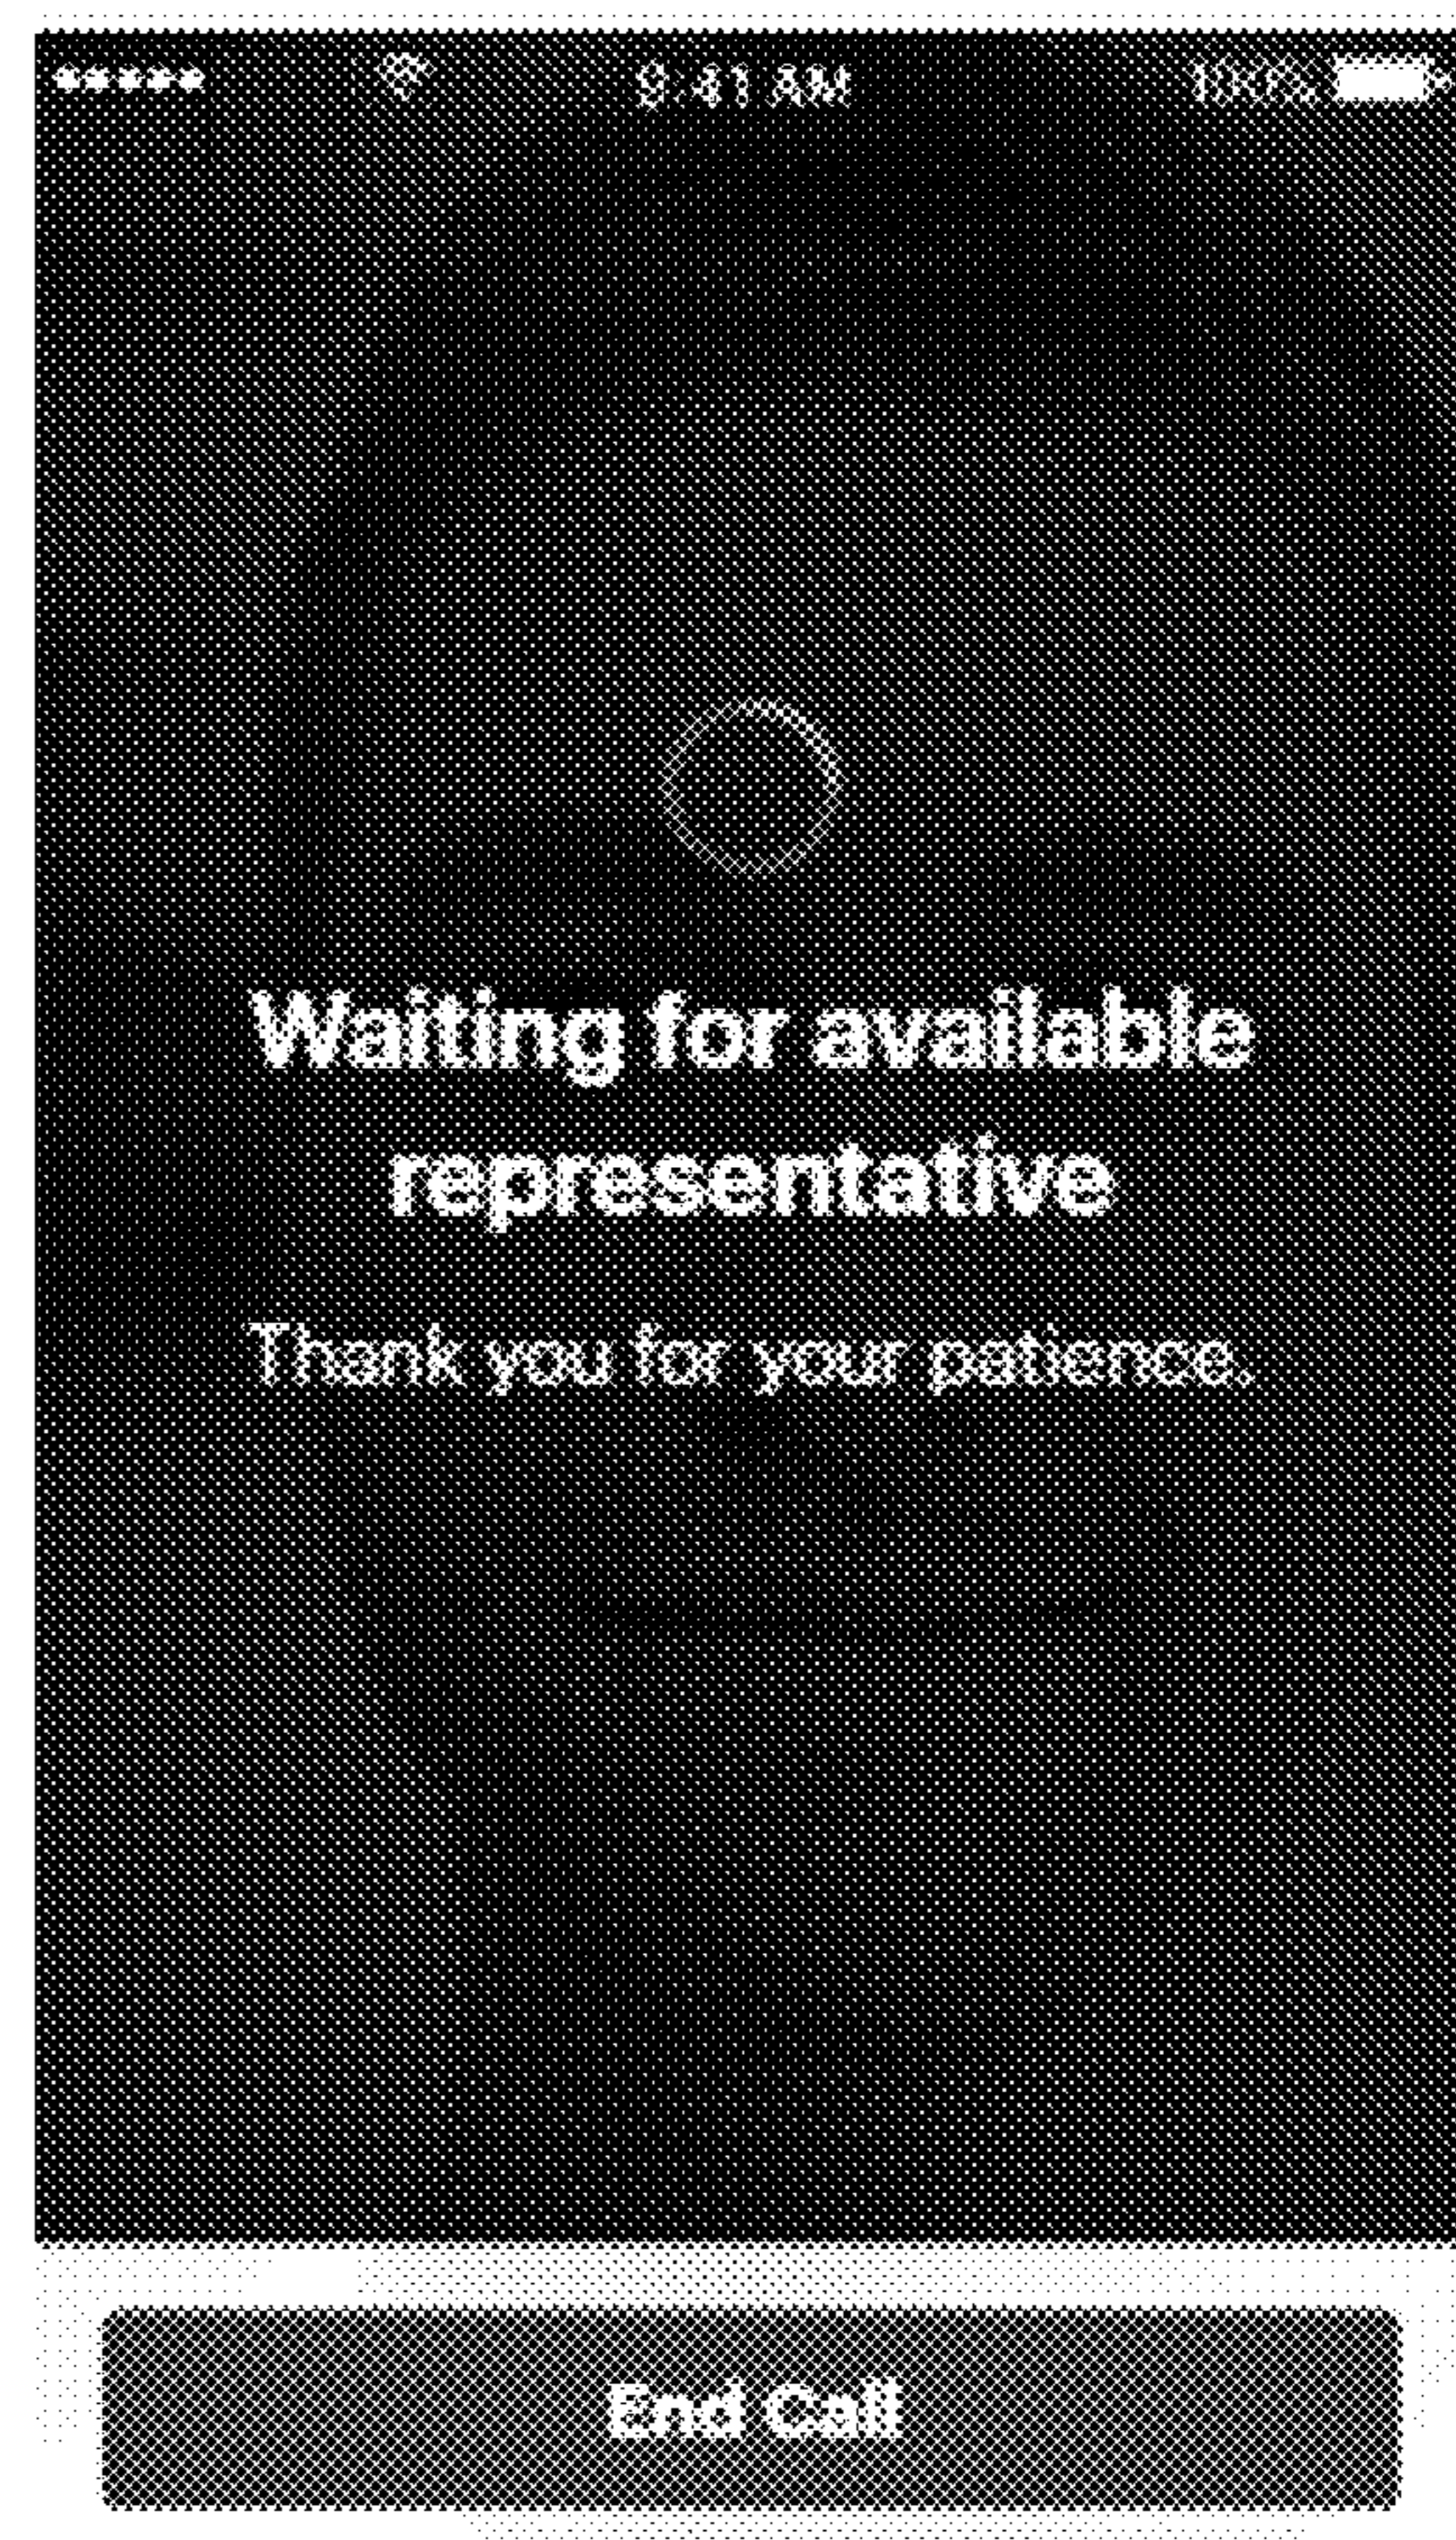 9:41 AM
Waiting for available
representative
Thank you for your patience.
End Call